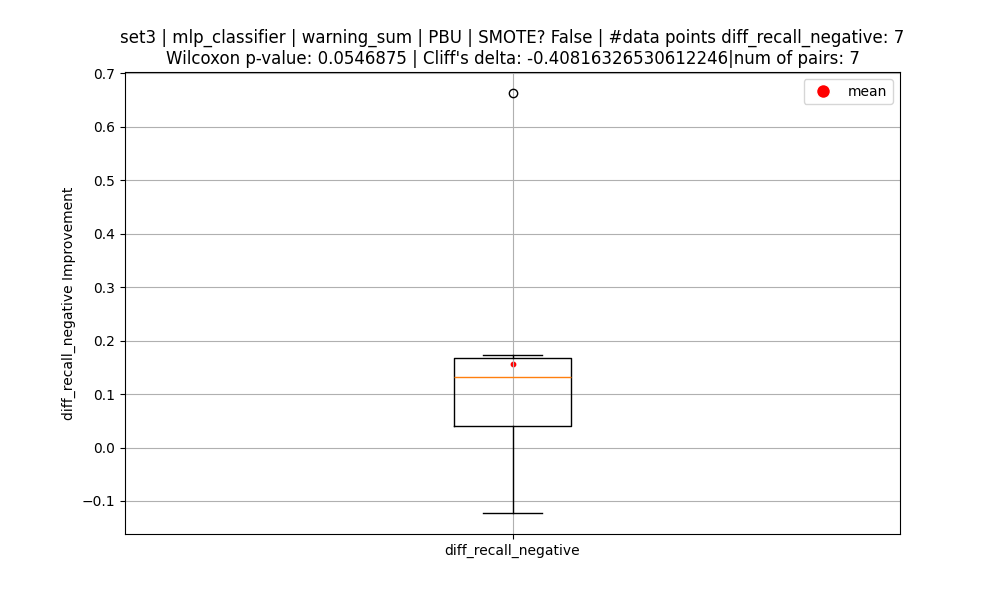 set3 | mlp_classifier | warning_sum | PBU | SMOTE? False | #data points diff_recall_negative: 7
Wilcoxon p-value: 0.0546875 | Cliff's delta: -0.40816326530612246|num of pairs: 7
mean
0.7
0.6
0.5
0.4
0.3
0.2
0.1
0.0
−0.1
diff_recall_negative Improvement
diff_recall_negative